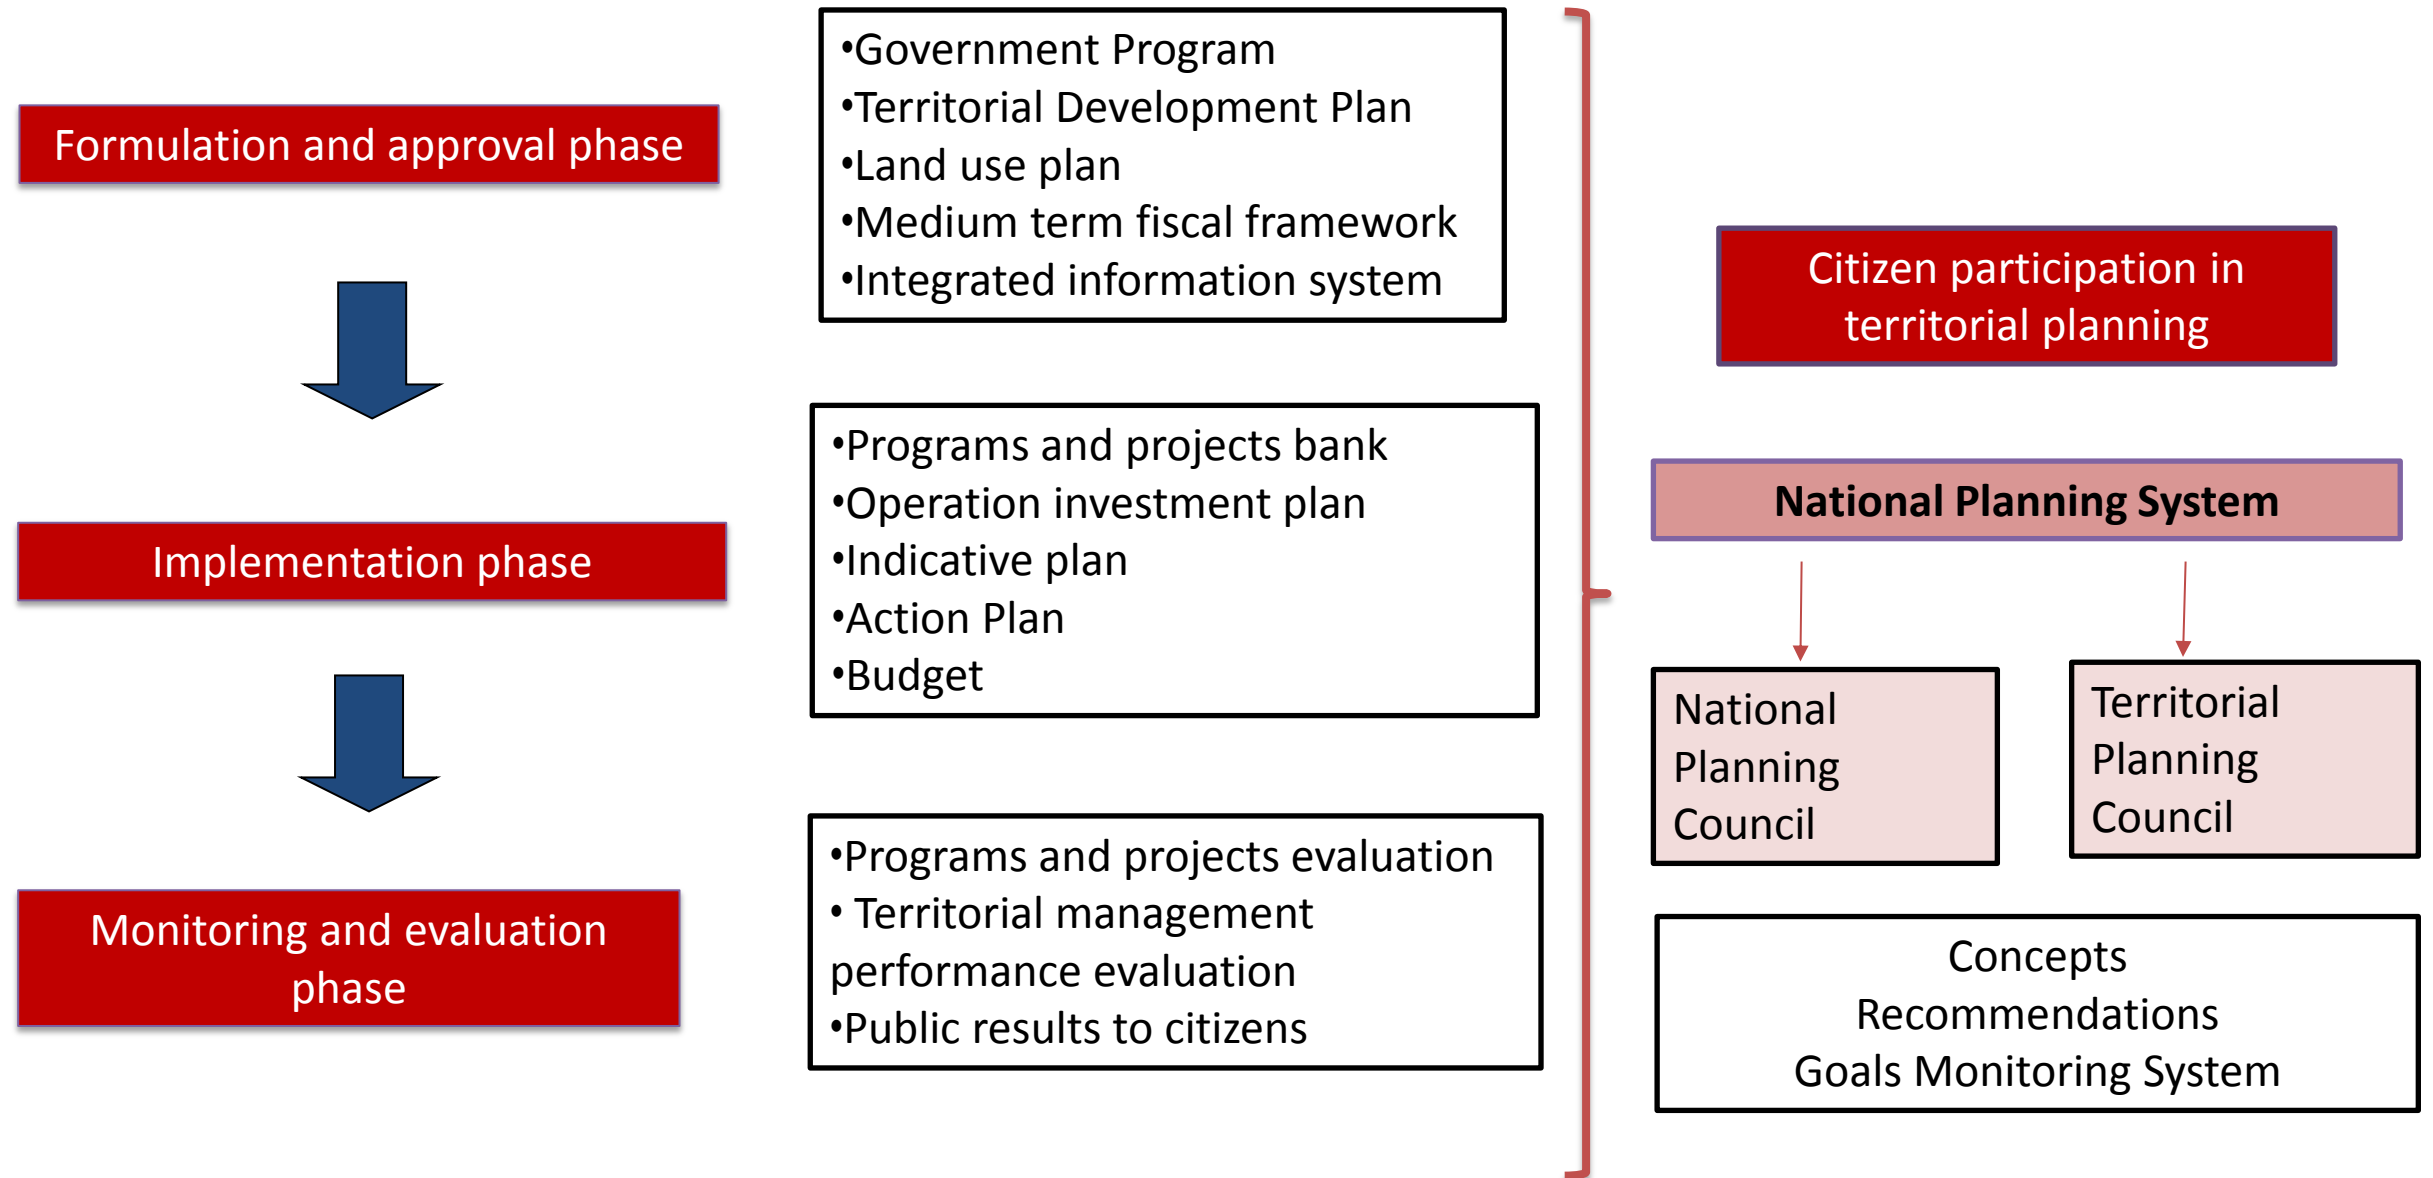 Formulation and approval phase
•Government Program
•Territorial Development Plan
•Land use plan
•Medium term fiscal framework
•Integrated information system
Implementation phase
•Programs and projects bank
•Operation investment plan
•Indicative plan
•Action Plan
•Budget
Monitoring and evaluation
phase
•Programs and projects evaluation
• Territorial management
performance evaluation
•Public results to citizens
Citizen participation in
territorial planning
National Planning System
National
Planning
Council
Territorial
Planning
Council
Concepts
Recommendations
Goals Monitoring System